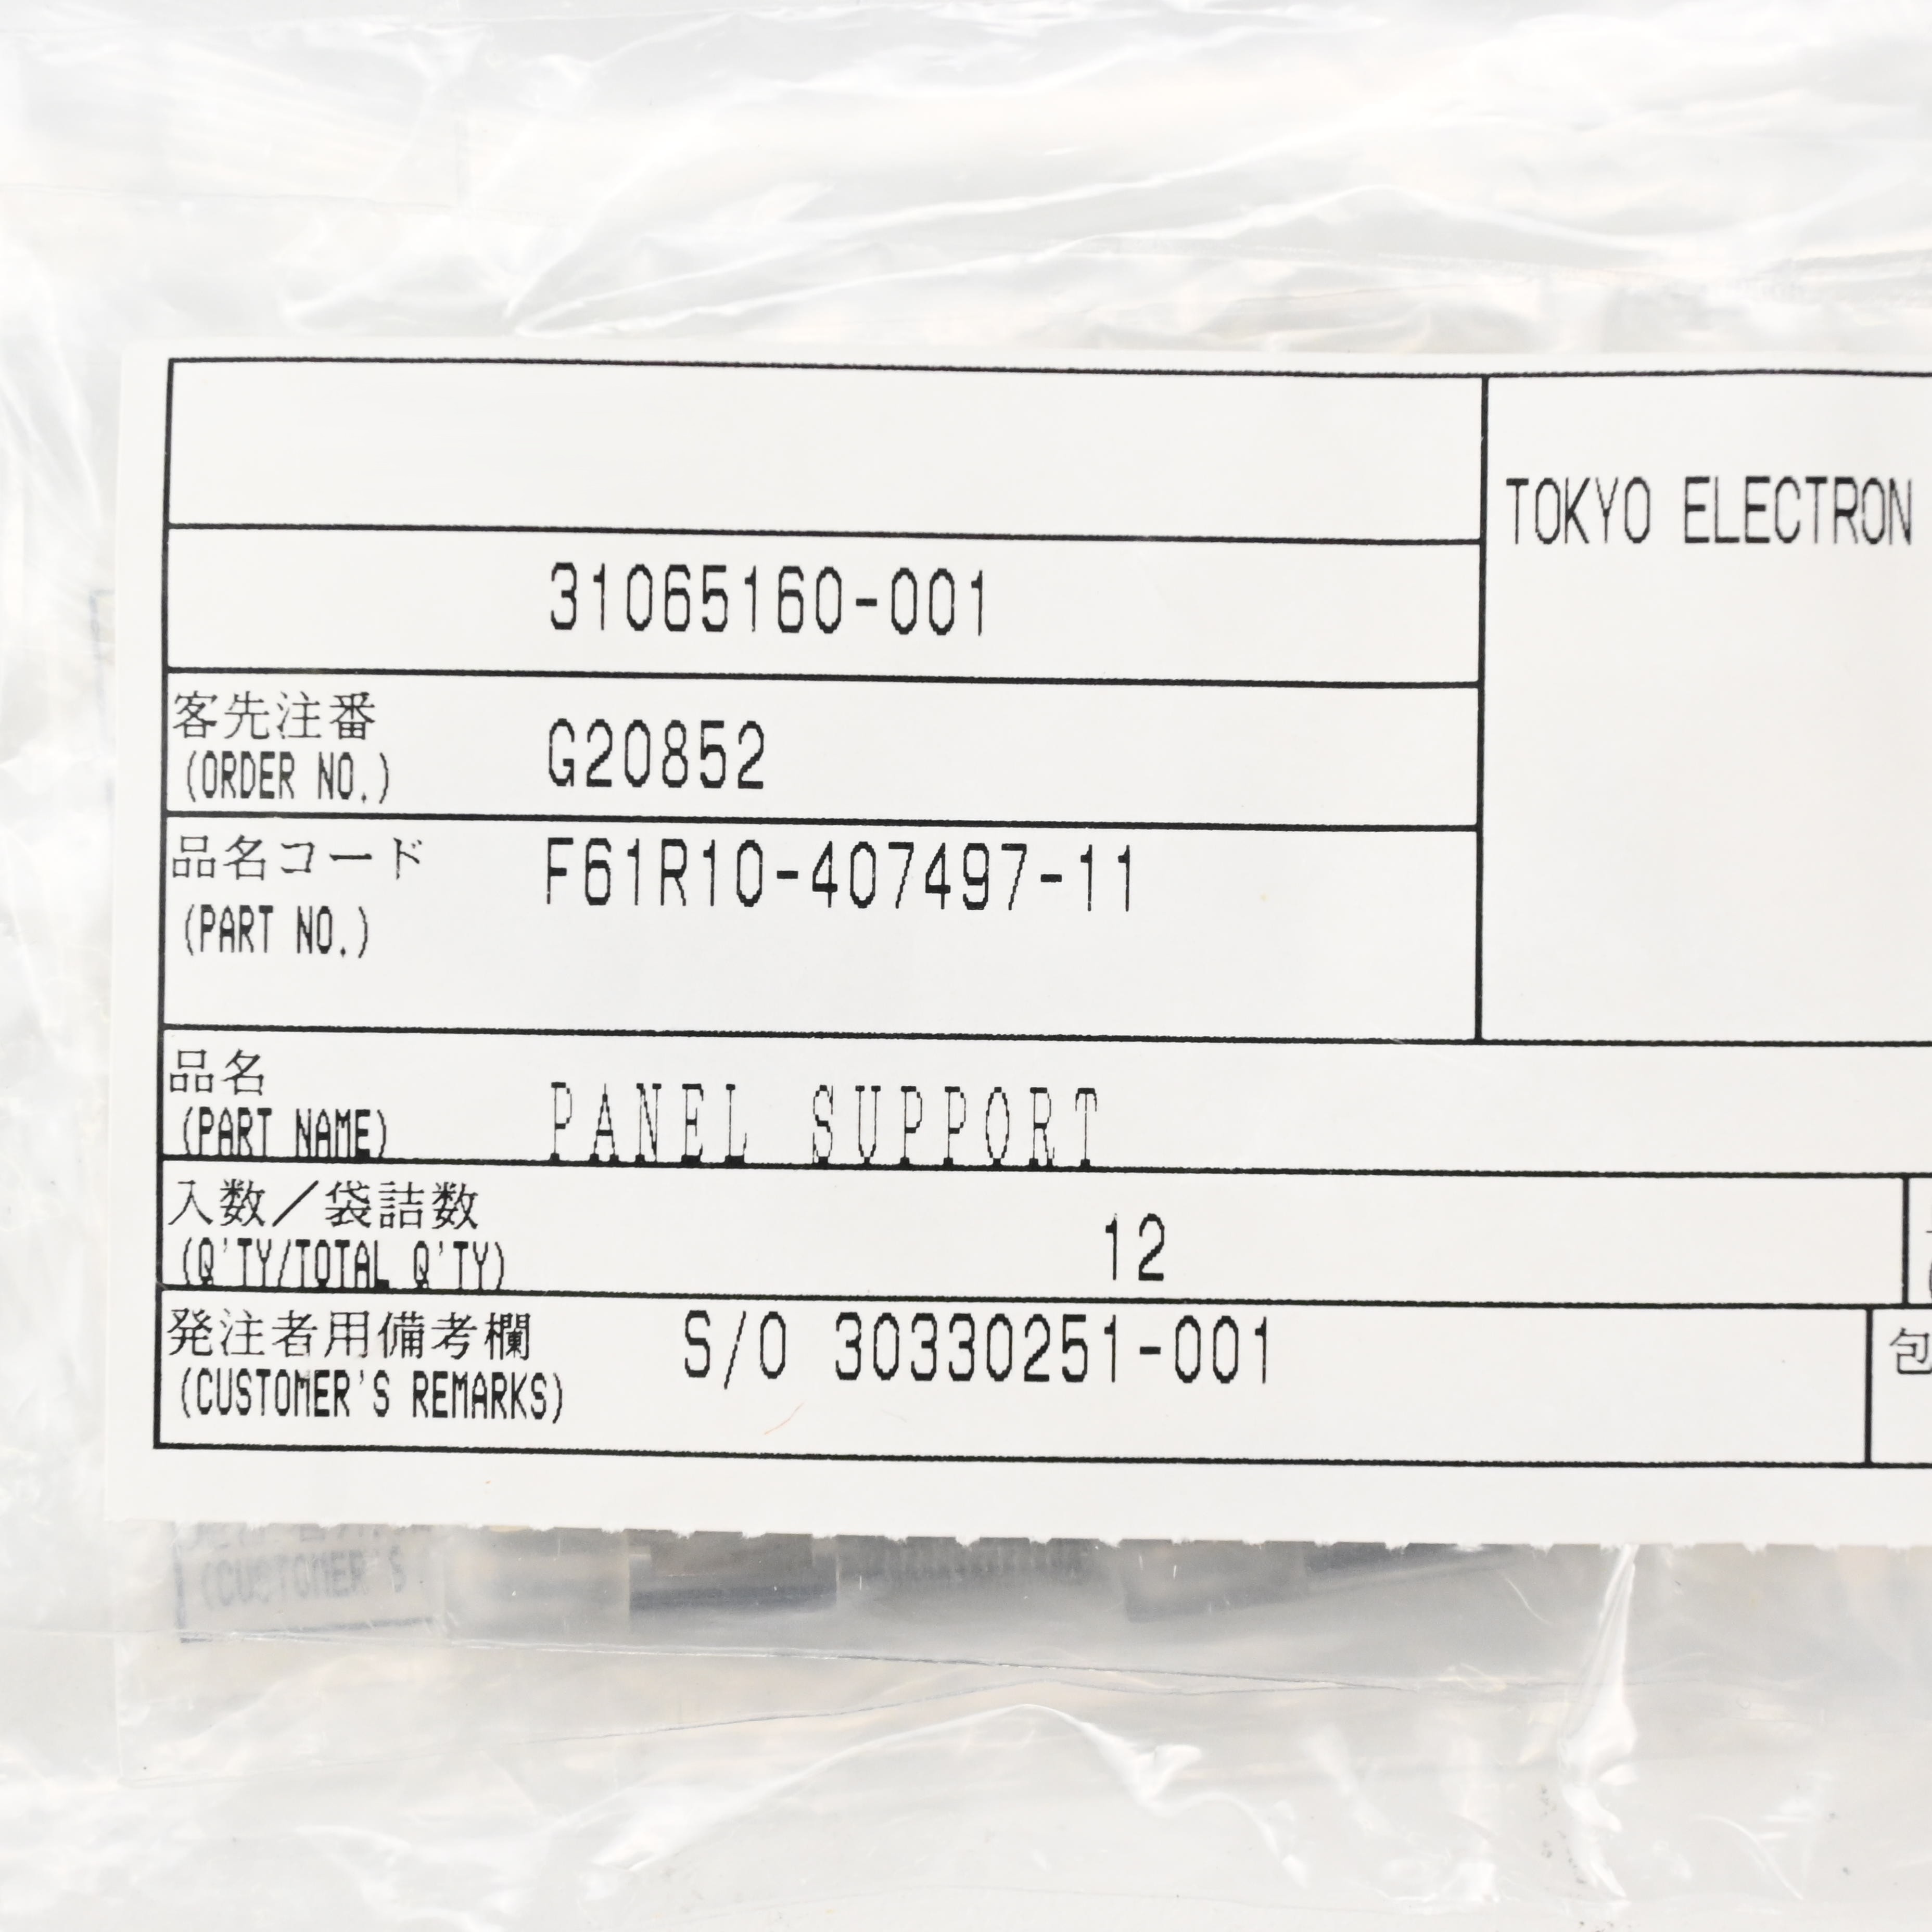 TOKYO ELECTRON
31065160-001
客先注番
(ORDER NO.)
G20852
品名コード
(PART NO.)
F61R10-407497-11
品名
(PART NAME)
PANEL SUPPORT
入数／袋詰数
(Q'TY/TOTAL Q'TY)
12
発注者用備考欄
(CUSTOMER'S REMARKS)
S/O 30330251-001
包
(CUSTOMER'S